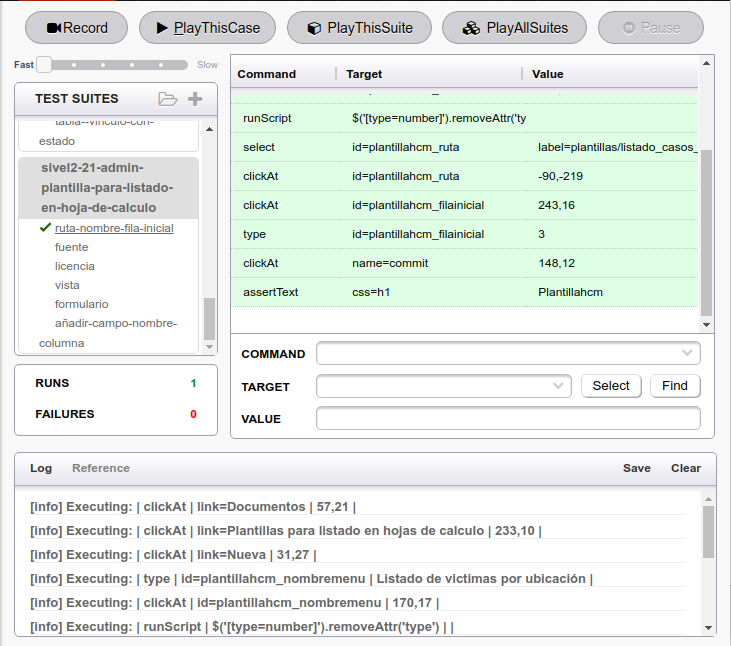 Record PlayThisCase PlayThisSuite PlayAllSuites Pause
Fast Slow
TEST SUITES
tabla--vinculo-con-
estado
sivel2-21-admin-
plantilla-para-listado-
en-hoja-de-calculo
ruta-nombre-fila-inicial
fuente
licencia
vista
formulario
añadir-campo-nombre-
columna
RUNS 1
FAILURES 0
Command Target Value
runScript $('[type=number]').removeAttr('ty
select id=plantillahcm_ruta label=plantillas/listado_casos_
clickAt id=plantillahcm_ruta -90,-219
clickAt id=plantillahcm_filainicial 243,16
type id=plantillahcm_filainicial 3
clickAt name=commit 148,12
assertText css=h1 Plantillahcm
COMMAND
TARGET Select Find
VALUE
Log Reference Save Clear
[info] Executing: | clickAt | link=Documentos | 57,21 |
[info] Executing: | clickAt | link=Plantillas para listado en hojas de calculo | 233,10 |
[info] Executing: | clickAt | link=Nueva | 31,27 |
[info] Executing: | type | id=plantillahcm_nombremenu | Listado de victimas por ubicación |
[info] Executing: | clickAt | id=plantillahcm_nombremenu | 170,17 |
[info] Executing: | runScript | $('[type=number]').removeAttr('type') | |